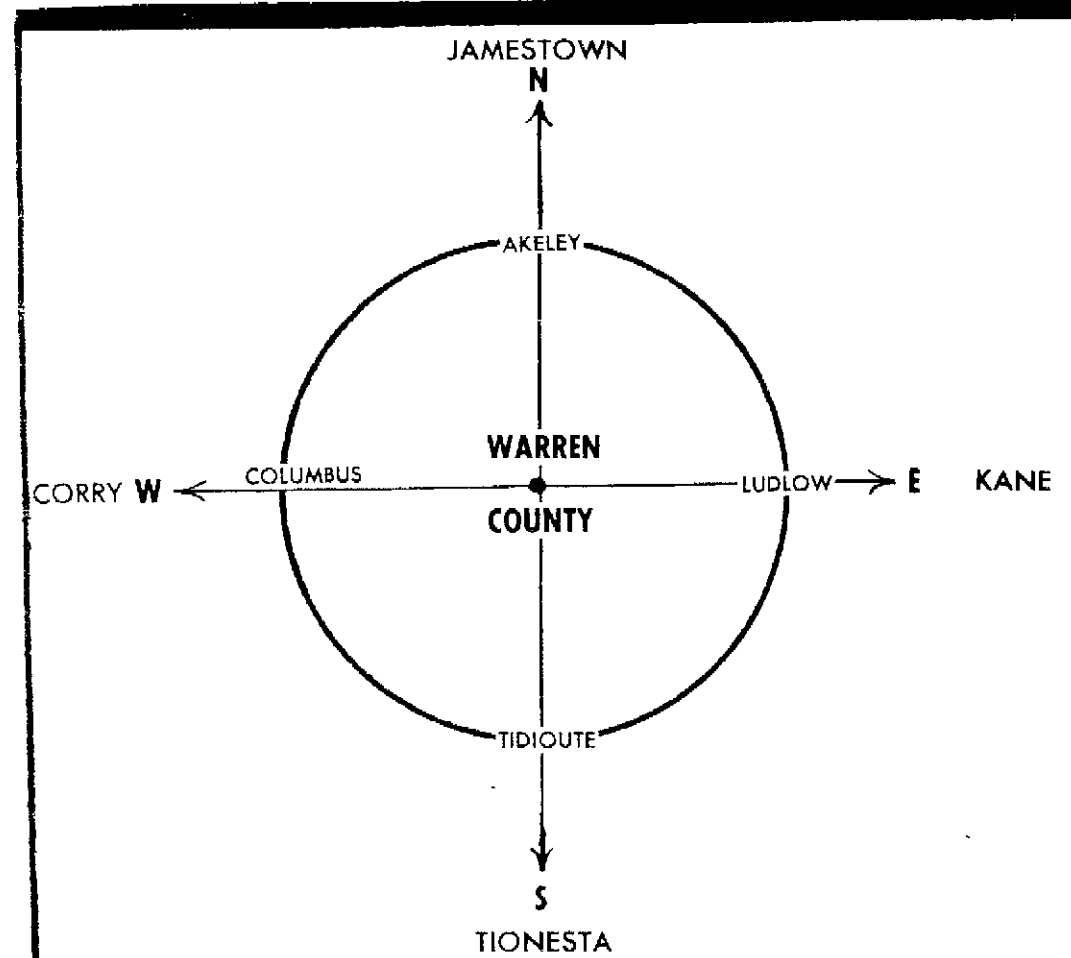 JAMESTOWN
N
AKELEY
WARREN
CORRY W COLUMBUS LUDLOW E KANE
COUNTY
TIDIOUTE
S
TIONESTA